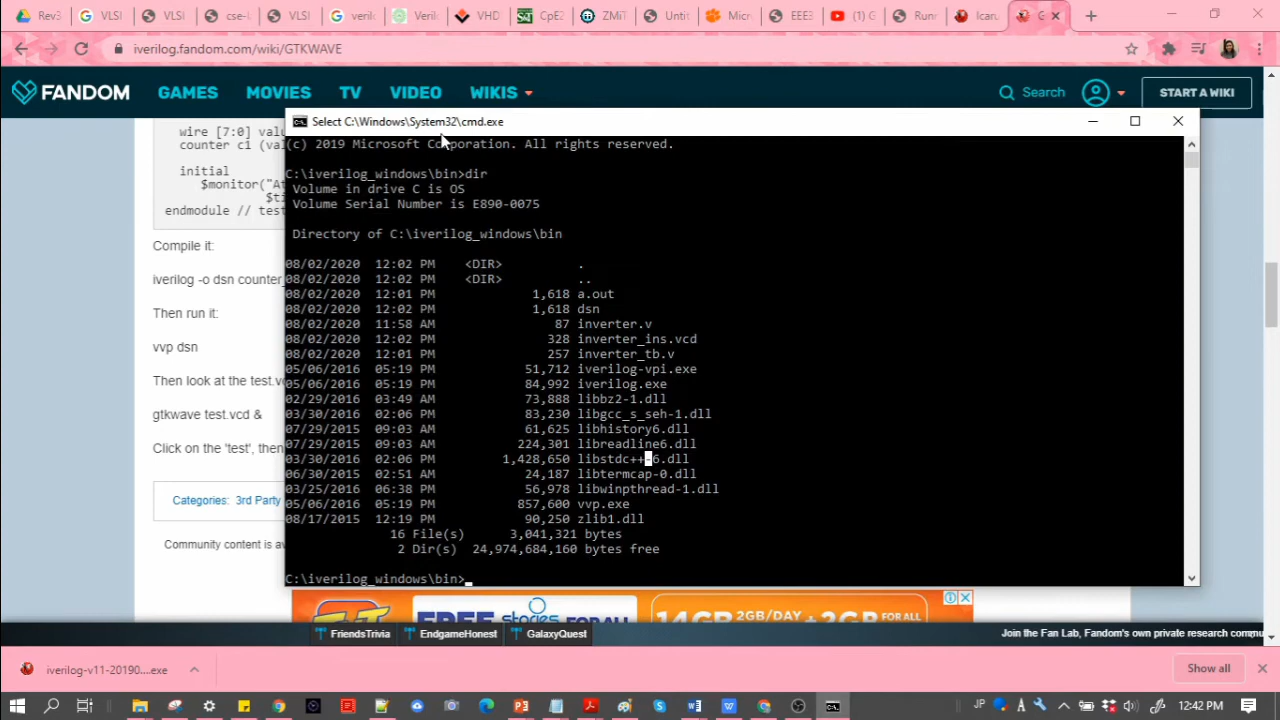 Rev3
VLSI
VLSI
cse-l
VLSI
verilo
Verilo
VHD
CpE2
ZMiT
Untit
Micr
EEE3
(1) G
Runn
Icaru
G
iverilog.fandom.com/wiki/GTKWAVE
FANDOM
GAMES
MOVIES
TV
VIDEO
WIKIS
Search
START A WIKI
wire [7:0] valu
counter c1 (val
initial
$monitor("At
$ti
endmodule // test
Compile it:
iverilog -o dsn counter_
Then run it:
vvp dsn
Then look at the test.vc
gtkwave test.vcd &
Click on the 'test', then
Categories: 3rd Party
Community content is av
Select C:\Windows\System32\cmd.exe
(c) 2019 Microsoft Corporation. All rights reserved.
C:\iverilog_windows\bin>dir
Volume in drive C is OS
Volume Serial Number is E890-0075
Directory of C:\iverilog_windows\bin
08/02/2020 12:02 PM <DIR> .
08/02/2020 12:02 PM <DIR> ..
08/02/2020 12:01 PM 1,618 a.out
08/02/2020 12:02 PM 1,618 dsn
08/02/2020 11:58 AM 87 inverter.v
08/02/2020 12:02 PM 328 inverter_ins.vcd
08/02/2020 12:01 PM 257 inverter_tb.v
05/06/2016 05:19 PM 51,712 iverilog-vpi.exe
05/06/2016 05:19 PM 84,992 iverilog.exe
02/29/2016 03:49 AM 73,888 libbz2-1.dll
03/30/2016 02:06 PM 83,230 libgcc_s_seh-1.dll
07/29/2015 09:03 AM 61,625 libhistory6.dll
07/29/2015 09:03 AM 224,301 libreadline6.dll
03/30/2016 02:06 PM 1,428,650 libstdc++-6.dll
06/30/2015 02:51 AM 24,187 libtermcap-0.dll
03/25/2016 06:38 PM 56,978 libwinpthread-1.dll
05/06/2016 05:19 PM 857,600 vvp.exe
08/17/2015 12:19 PM 90,250 zlib1.dll
16 File(s) 3,041,321 bytes
2 Dir(s) 24,974,684,160 bytes free
C:\iverilog_windows\bin>
FREE stories FOR ALL
14GB 2GB/DAY +2GB FOR ALL
FriendsTrivia
EndgameHonest
GalaxyQuest
Join the Fan Lab, Fandom's own private research commu
iverilog-v11-20190....exe
Show all
JP
12:42 PM